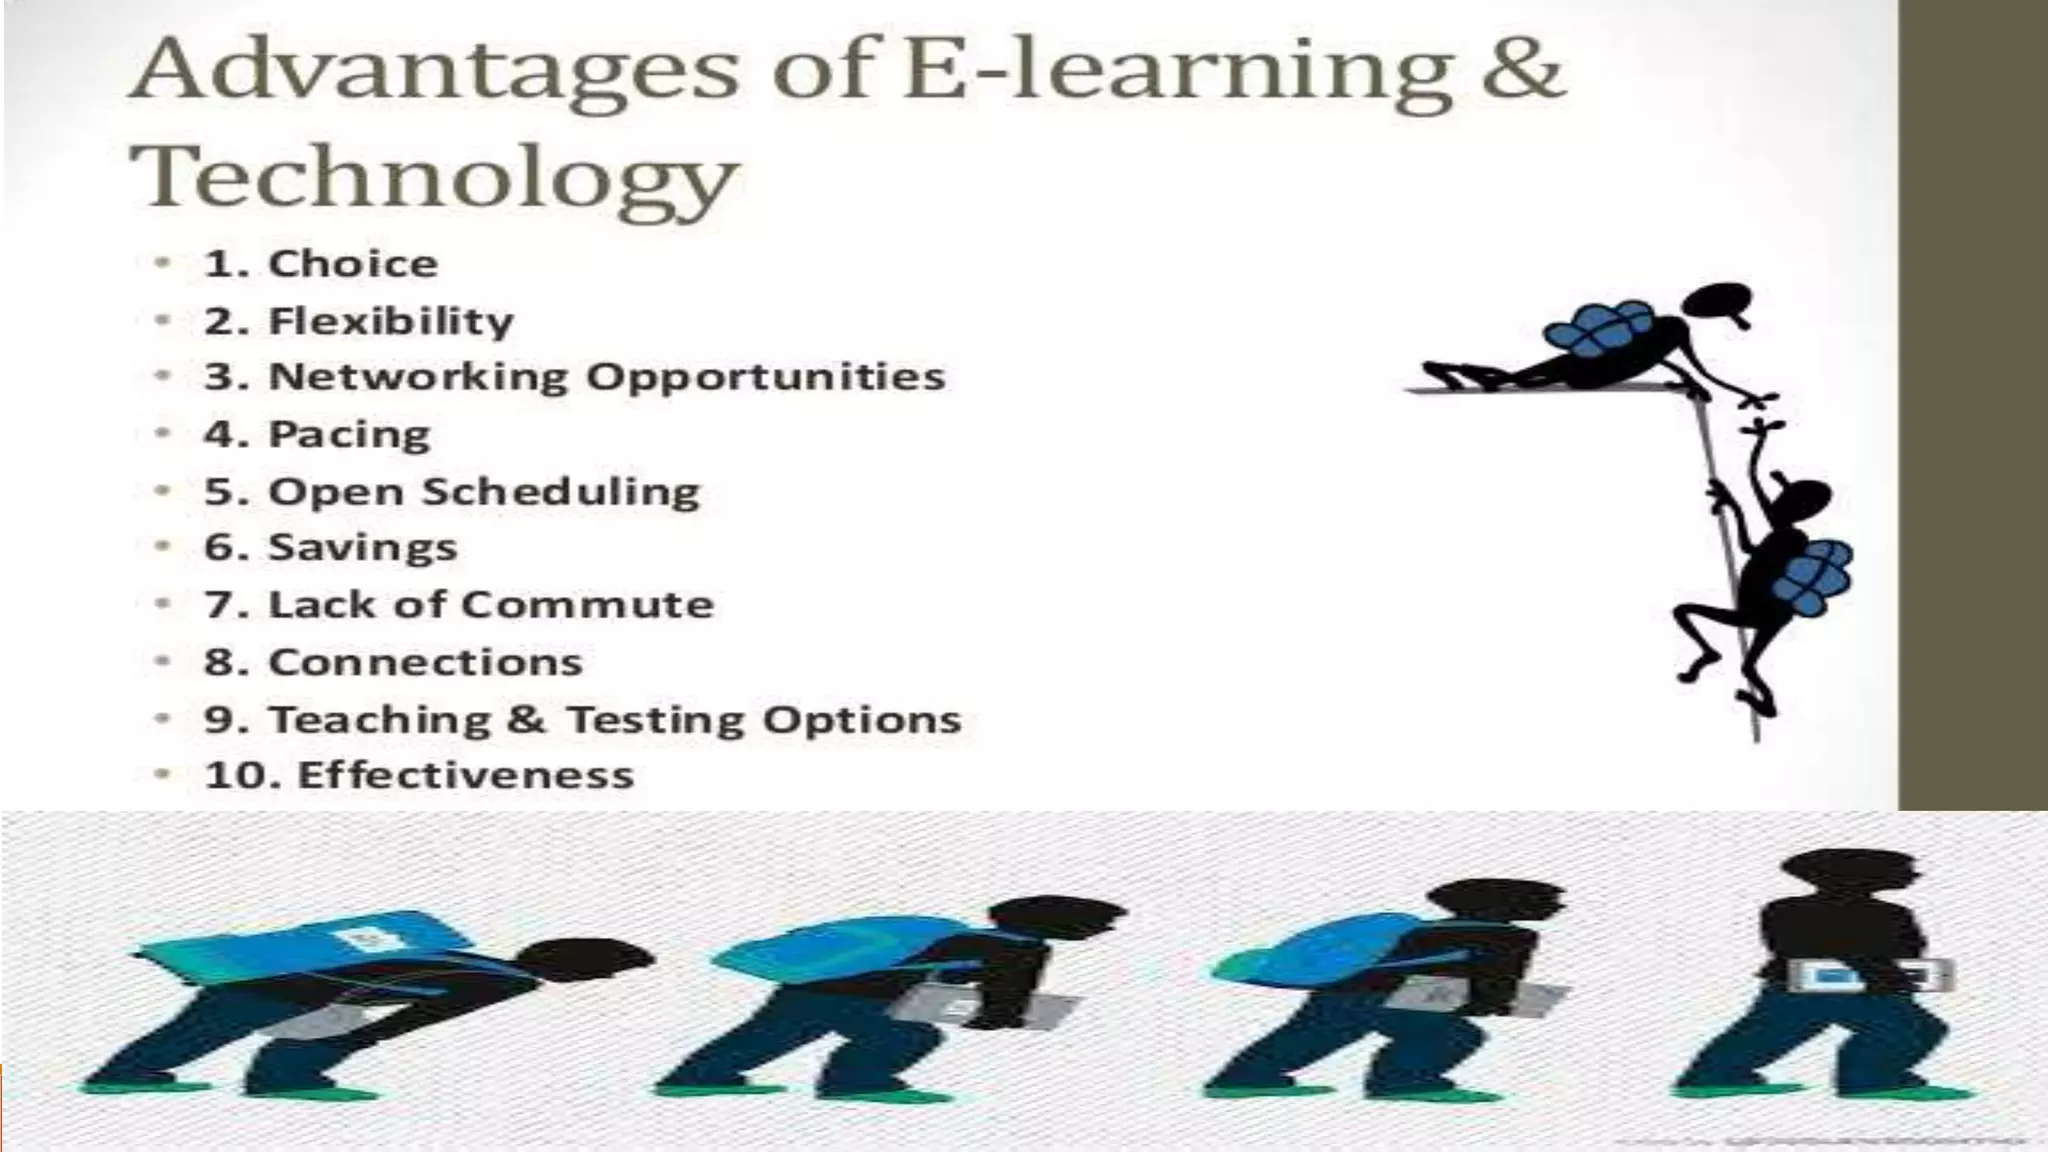 Advantages of E-learning &
Technology
• 1. Choice
• 2. Flexibility
• 3. Networking Opportunities
• 4. Pacing
• 5. Open Scheduling
• 6. Savings
• 7. Lack of Commute
• 8. Connections
• 9. Teaching & Testing Options
• 10. Effectiveness